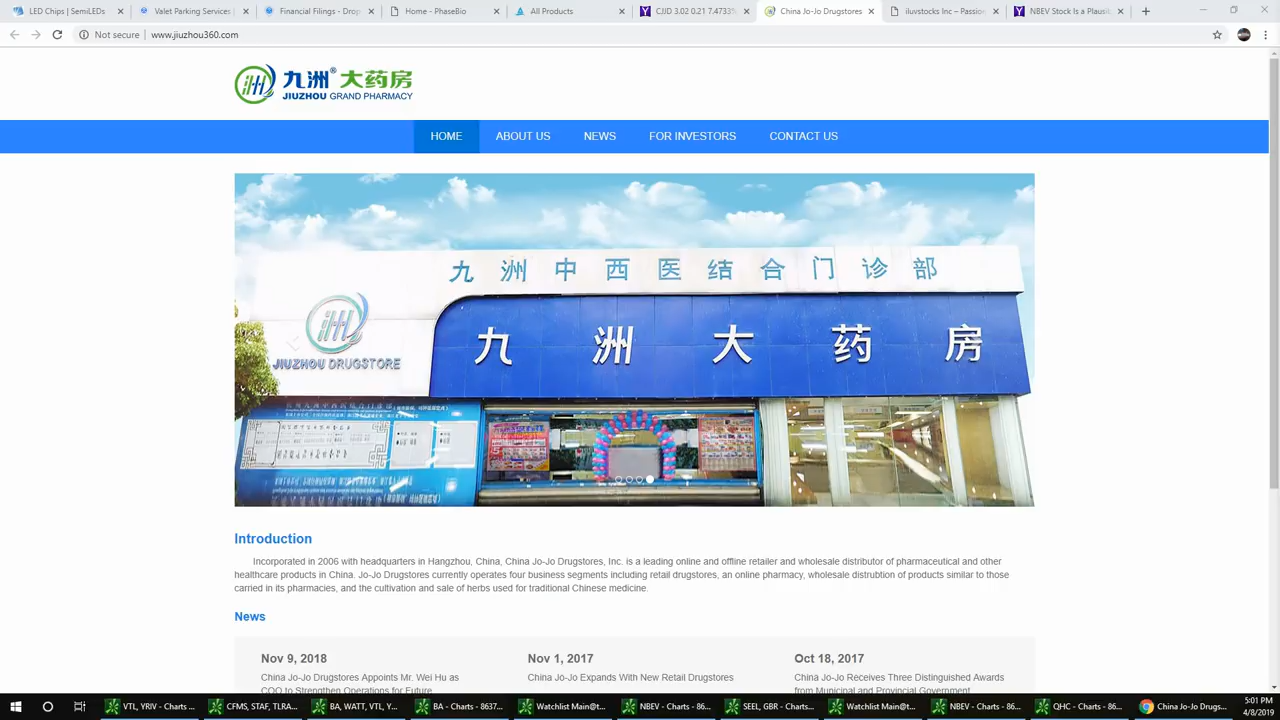 LED Chips | SemiLEDs
Valet Parking Services |
Financial Filings - Drop
Home - PhaseBio
All Products
CJJD 3.02 0.21 7.4733%
China Jo-Jo Drugstores
iluvstocks Inc – Passion
NBEV Stock Is a Plausib
Not secure | www.jiuzhou360.com
九洲® 大药房
JIUZHOU GRAND PHARMACY
HOME ABOUT US NEWS FOR INVESTORS CONTACT US
九洲中西医结合门诊部
九洲大药房
JIUZHOU DRUGSTORE
Introduction
Incorporated in 2006 with headquarters in Hangzhou, China, China Jo-Jo Drugstores, Inc. is a leading online and offline retailer and wholesale distributor of pharmaceutical and other
healthcare products in China. Jo-Jo Drugstores currently operates four business segments including retail drugstores, an online pharmacy, wholesale distrubtion of products similar to those
carried in its pharmacies, and the cultivation and sale of herbs used for traditional Chinese medicine.
News
Nov 9, 2018
China Jo-Jo Drugstores Appoints Mr. Wei Hu as
COO to Strengthen Operations for Future
Nov 1, 2017
China Jo-Jo Expands With New Retail Drugstores
Oct 18, 2017
China Jo-Jo Receives Three Distinguished Awards
from Municipal and Provincial Government
VTL, YRIV - Charts ...
CFMS, STAF, TLRA...
BA, WATT, VTL, Y...
BA - Charts - 8637...
Watchlist Main@t...
NBEV - Charts - 86...
SEEL, GBR - Charts...
Watchlist Main@t...
NBEV - Charts - 86...
QHC - Charts - 86...
China Jo-Jo Drugs...
5:01 PM
4/8/2019